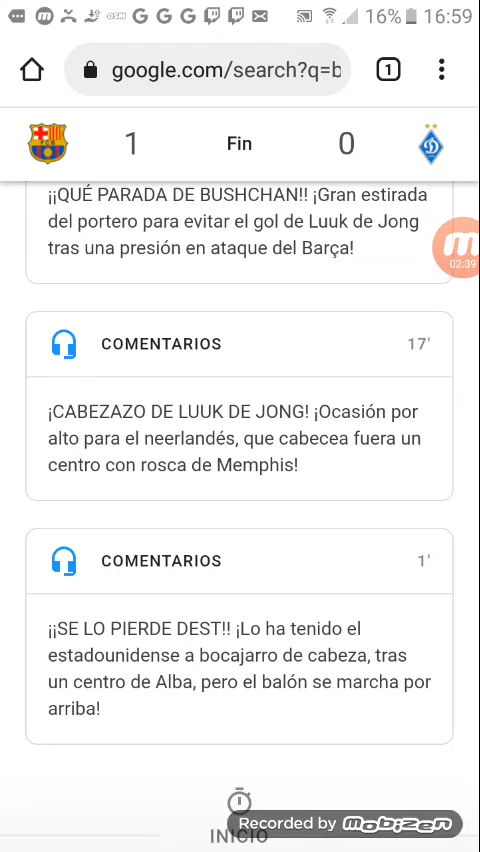 16% 16:59
google.com/search?q=b
1
1 Fin 0
¡¡QUÉ PARADA DE BUSHCHAN!! ¡Gran estirada
del portero para evitar el gol de Luuk de Jong
tras una presión en ataque del Barça!
02:39
COMENTARIOS 17'
¡CABEZAZO DE LUUK DE JONG! ¡Ocasión por
alto para el neerlandés, que cabecea fuera un
centro con rosca de Memphis!
COMENTARIOS 1'
¡¡SE LO PIERDE DEST!! ¡Lo ha tenido el
estadounidense a bocajarro de cabeza, tras
un centro de Alba, pero el balón se marcha por
arriba!
INICIO
Recorded by mobizen